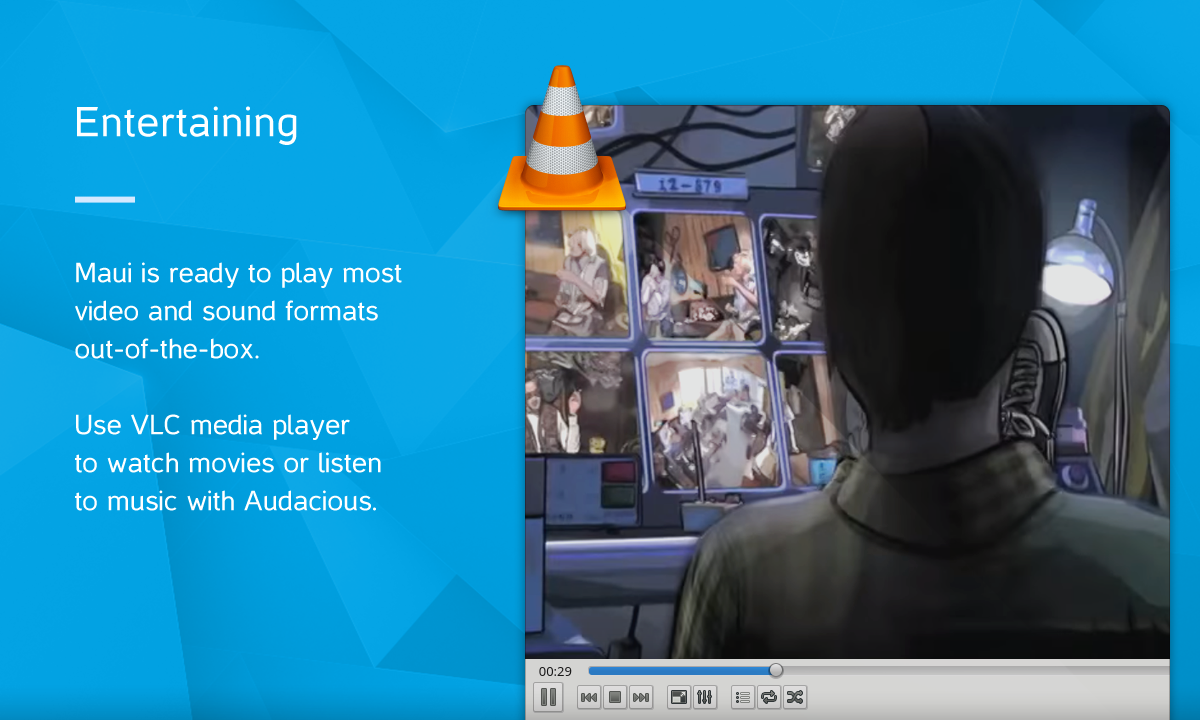 Entertaining
Maui is ready to play most
video and sound formats
out-of-the-box.
Use VLC media player
to watch movies or listen
to music with Audacious.
12-679
00:29